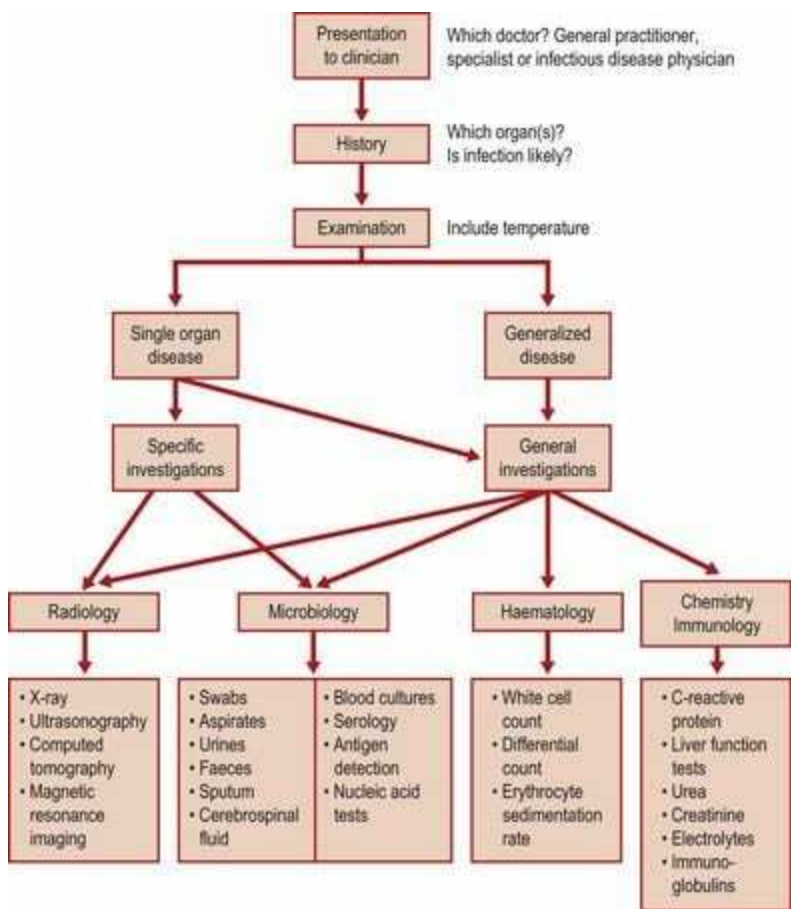 Presentation
to clinician
Which doctor? General practitioner,
specialist or infectious disease physician
History
Which organ(s)?
Is infection likely?
Examination
Include temperature
Single organ
disease
Generalized
disease
Specific
investigations
General
investigations
Radiology
Microbiology
Haematology
Chemistry
Immunology
• X-ray
• Ultrasonography
• Computed
tomography
• Magnetic
resonance
imaging
• Swabs
• Aspirates
• Urines
• Faeces
• Sputum
• Cerebrospinal
fluid
• Blood cultures
• Serology
• Antigen
detection
• Nucleic acid
tests
• White cell
count
• Differential
count
• Erythrocyte
sedimentation
rate
• C-reactive
protein
• Liver function
tests
• Urea
• Creatinine
• Electrolytes
• Immuno-
globulins